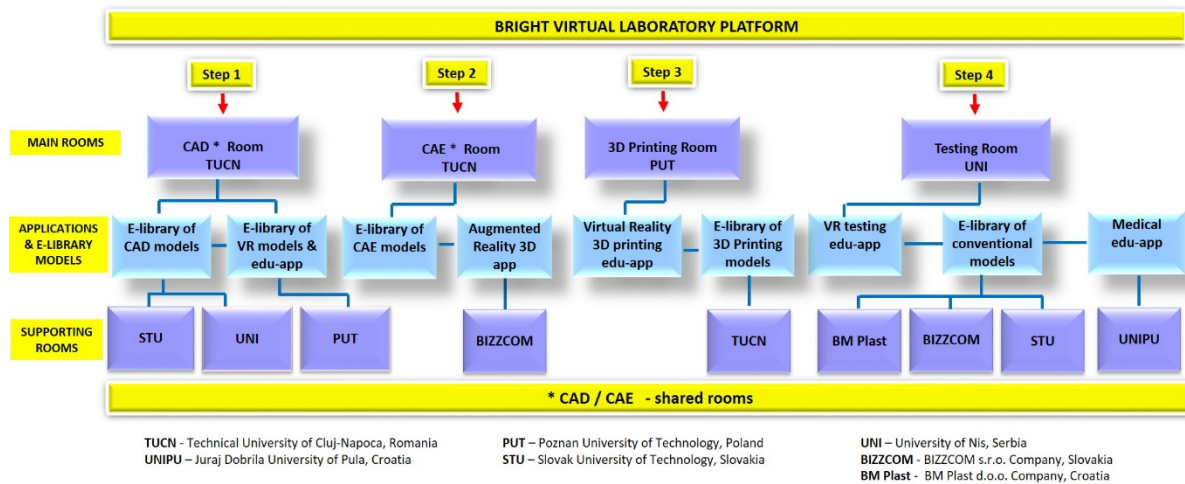 BRIGHT VIRTUAL LABORATORY PLATFORM
Step 1
Step 2
Step 3
Step 4
MAIN ROOMS
CAD * Room
TUCN
CAE * Room
TUCN
3D Printing Room
PUT
Testing Room
UNI
APPLICATIONS
& E-LIBRARY
MODELS
E-library of
CAD models
E-library of
VR models &
edu-app
E-library of
CAE models
Augmented
Reality 3D
app
Virtual Reality
3D printing
edu-app
E-library of
3D Printing
models
VR testing
edu-app
E-library of
conventional
models
Medical
edu-app
SUPPORTING
ROOMS
STU
UNI
PUT
BIZZCOM
TUCN
BM Plast
BIZZCOM
STU
UNIPU
* CAD / CAE - shared rooms
TUCN - Technical University of Cluj-Napoca, Romania
UNIPU – Juraj Dobrila University of Pula, Croatia
PUT – Poznan University of Technology, Poland
STU – Slovak University of Technology, Slovakia
UNI – University of Nis, Serbia
BIZZCOM - BIZZCOM s.r.o. Company, Slovakia
BM Plast - BM Plast d.o.o. Company, Croatia